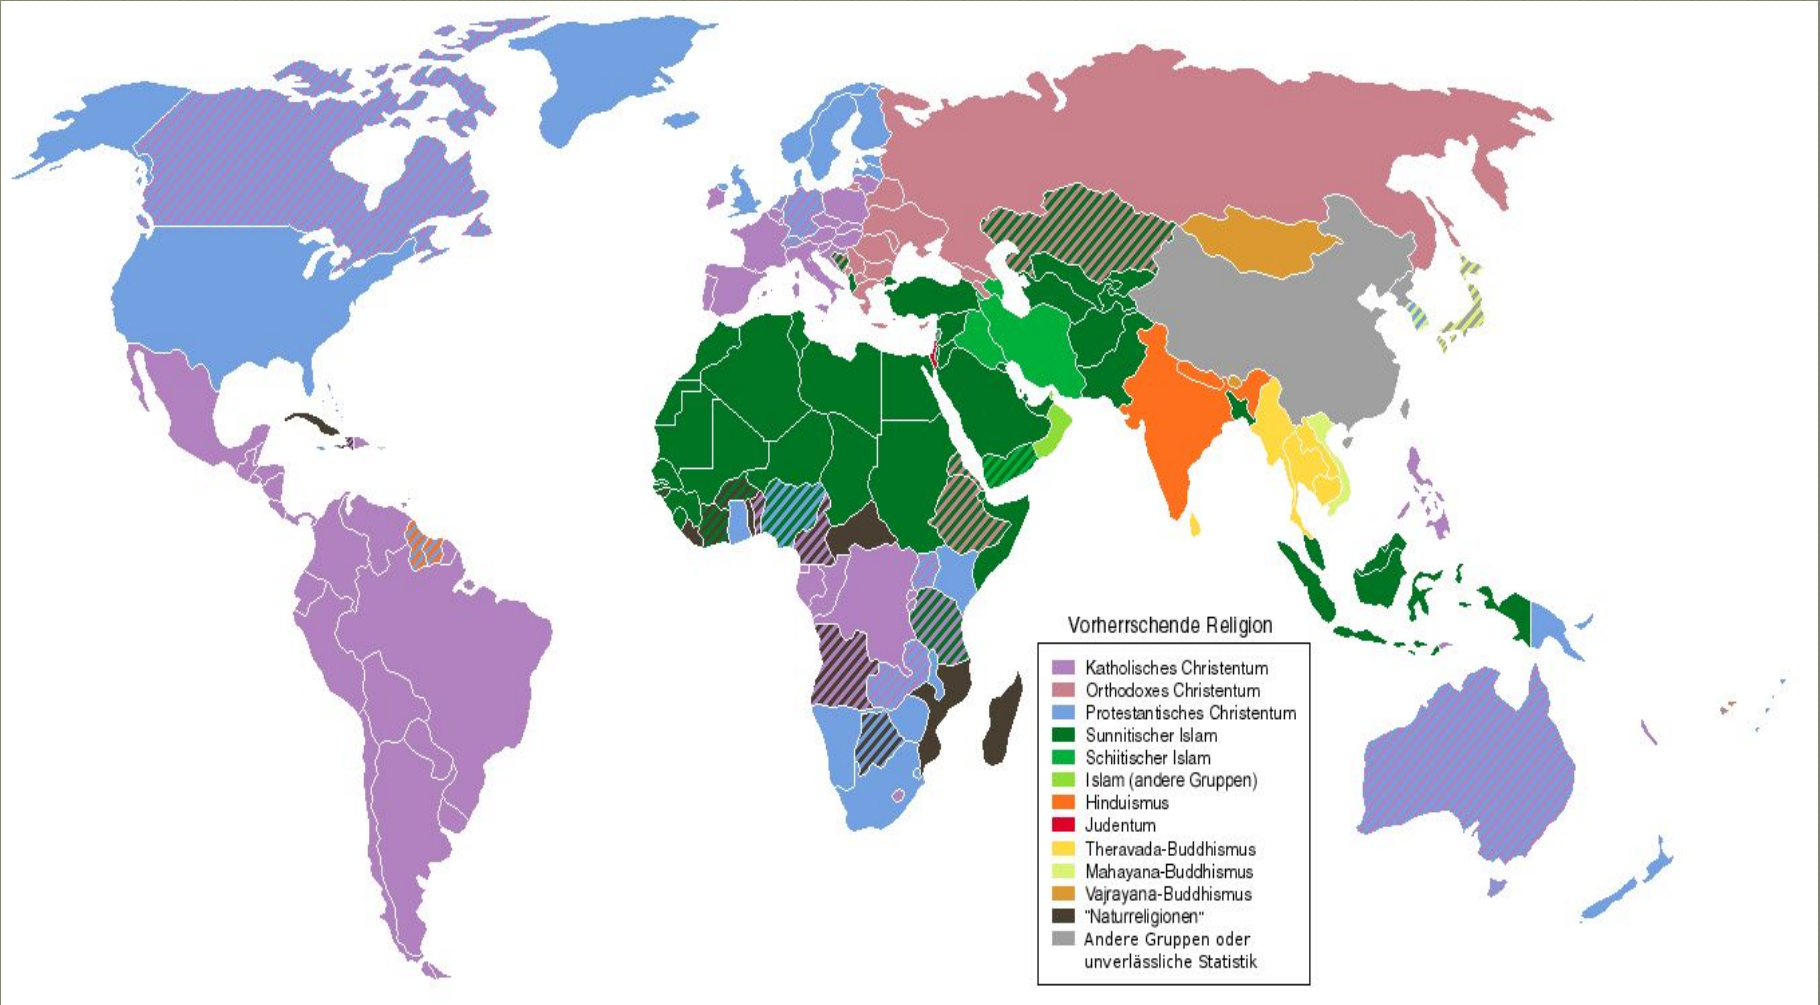 Vorherrschende Religion
Katholisches Christentum
Orthodoxes Christentum
Protestantisches Christentum
Sunnitischer Islam
Schiitischer Islam
Islam (andere Gruppen)
Hinduismus
Judentum
Theravada-Buddhismus
Mahayana-Buddhismus
Vajrayana-Buddhismus
"Naturreligionen"
Andere Gruppen oder
unverlässliche Statistik